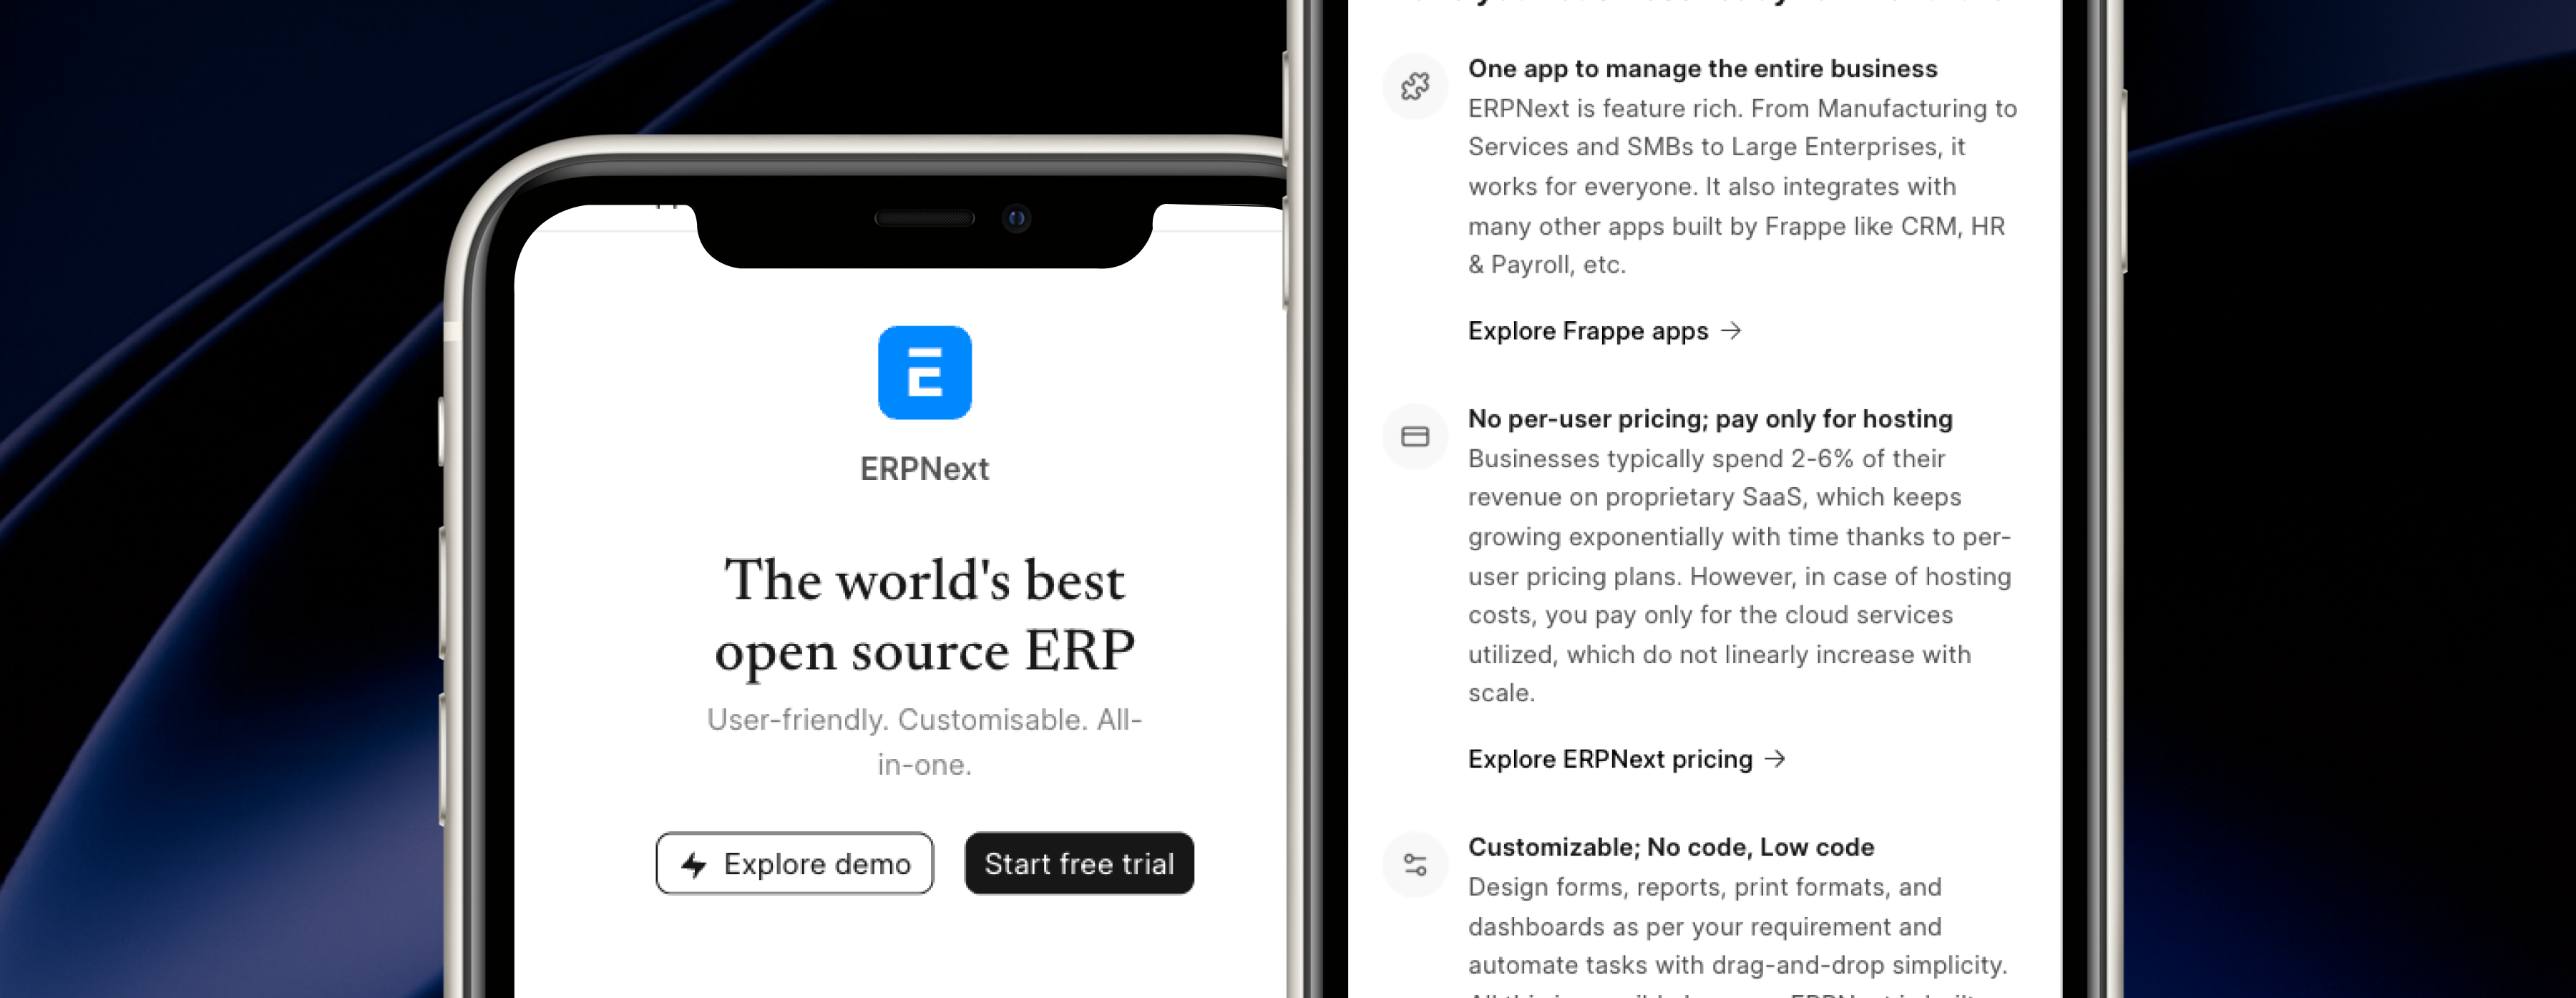 ERPNext
The world's best
open source ERP
User-friendly. Customisable. All-
in-one.
Explore demo
Start free trial
One app to manage the entire business
ERPNext is feature rich. From Manufacturing to
Services and SMBs to Large Enterprises, it
works for everyone. It also integrates with
many other apps built by Frappe like CRM, HR
& Payroll, etc.
Explore Frappe apps →
No per-user pricing; pay only for hosting
Businesses typically spend 2-6% of their
revenue on proprietary SaaS, which keeps
growing exponentially with time thanks to per-
user pricing plans. However, in case of hosting
costs, you pay only for the cloud services
utilized, which do not linearly increase with
scale.
Explore ERPNext pricing →
Customizable; No code, Low code
Design forms, reports, print formats, and
dashboards as per your requirement and
automate tasks with drag-and-drop simplicity.